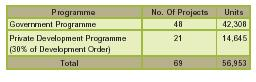 Programme No. Of Projects Units
Government Programme 48 42,308
Private Development Programme 21 14,645
(30% of Development Order)
Total 69 56,953